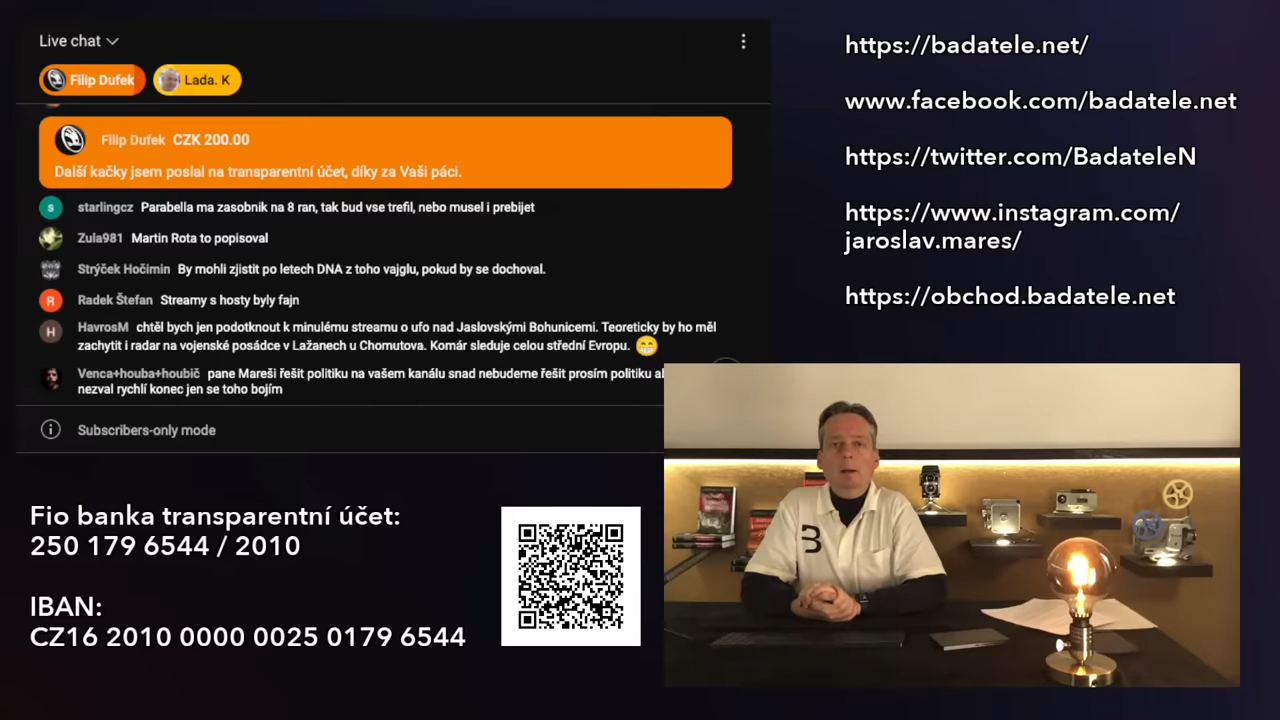 Live chat
Filip Dufek
Lada. K
Filip Dufek CZK 200.00
Další kačky jsem poslal na transparentní účet, díky za Vaši páci.
s starlingcz Parabella ma zasobnik na 8 ran, tak bud vse trefil, nebo musel i prebijet
Zula981 Martin Rota to popisoval
Strýček Hočimin By mohli zjistit po letech DNA z toho vajglu, pokud by se dochoval.
R Radek Štefan Streamy s hosty byly fajn
H HavrosM chtěl bych jen podotknout k minulému streamu o ufo nad Jaslovskými Bohunicemi. Teoreticky by ho měl
zachytit i radar na vojenské posádce v Lažanech u Chomutova. Komár sleduje celou střední Evropu. 😁
Venca+houba+houbič pane Mareši řešit politiku na vašem kanálu snad nebudeme řešit prosím politiku
nezval rychlí konec jen se toho bojím
Subscribers-only mode
https://badatele.net/
www.facebook.com/badatele.net
https://twitter.com/BadateleN
https://www.instagram.com/
jaroslav.mares/
https://obchod.badatele.net
Fio banka transparentní účet:
250 179 6544 / 2010
IBAN:
CZ16 2010 0000 0025 0179 6544
B